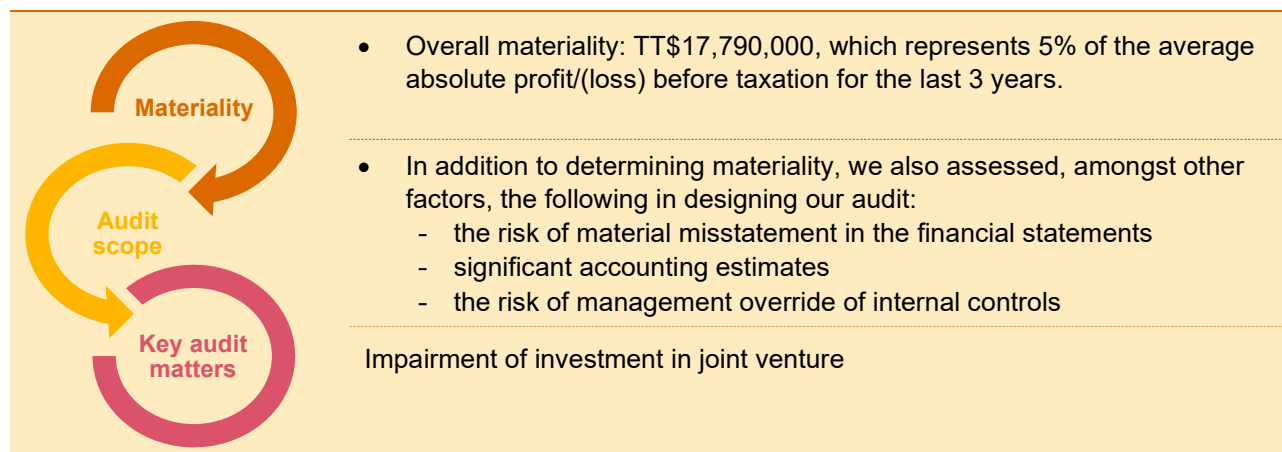 Materiality
• Overall materiality: TT$17,790,000, which represents 5% of the average
absolute profit/(loss) before taxation for the last 3 years.
Audit
scope
• In addition to determining materiality, we also assessed, amongst other
factors, the following in designing our audit:
- the risk of material misstatement in the financial statements
- significant accounting estimates
- the risk of management override of internal controls
Key audit
matters
Impairment of investment in joint venture